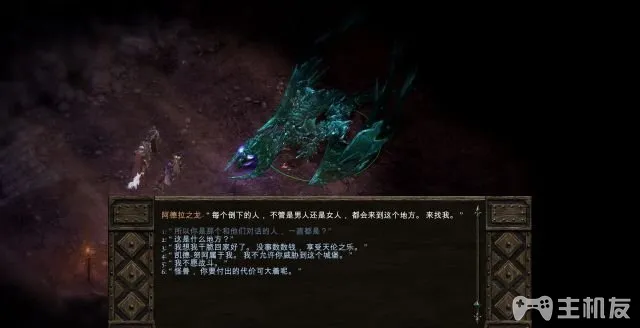 阿德拉之龙 - “每个倒下的人，不管是男人还是女人，都会来到这个地方。来找我。”
1: “所以你是那个和他们对话的人，一直都是？”
2: “这是什么地方？”
3: “我想我干脆回家好了。没事数数钱，享受天伦之乐。”
4: “凯德·努阿属于我。我不允许你威胁到这个城堡。”
5: “我不愿战斗。”
6: “怪兽，你要付出的代价可大着呢。”
主机友